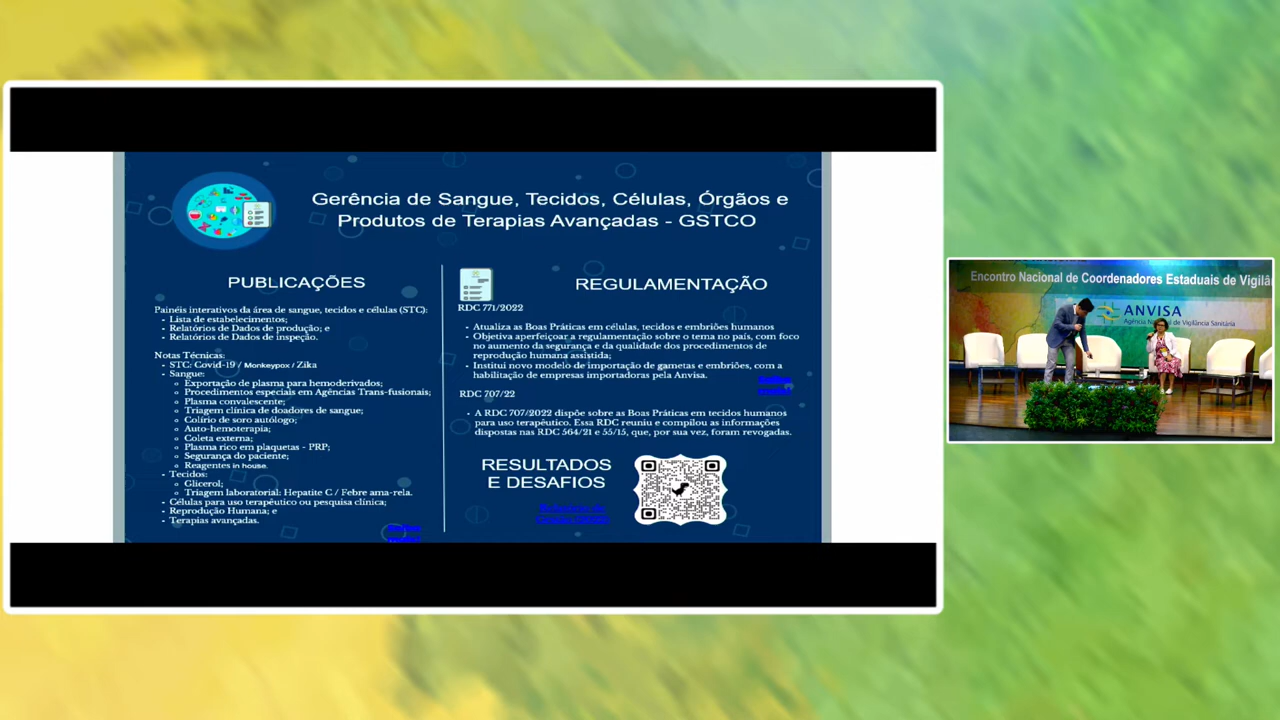 Gerência de Sangue, Tecidos, Células, Órgãos e
Produtos de Terapias Avançadas - GSTCO
PUBLICAÇÕES
Painéis interativos da área de sangue, tecidos e células (STC):
- Lista de estabelecimentos;
- Relatórios de Dados de produção; e
- Relatórios de Dados de inspeção.
Notas Técnicas:
- STC: Covid-19 / Monkeypox / Zika
- Sangue:
Exportação de plasma para hemoderivados;
Procedimentos especiais em Agências Trans-fusionais;
Plasma convalescente;
Triagem clínica de doadores de sangue;
Colírio de soro autólogo;
Auto-hemoterapia;
Coleta externa;
Plasma rico em plaquetas - PRP;
Segurança do paciente;
Reagentes in house.
- Tecidos:
Glicerol;
Triagem laboratorial: Hepatite C / Febre ama-rela.
- Células para uso terapêutico ou pesquisa clínica;
- Reprodução Humana; e
- Terapias avançadas.
REGULAMENTAÇÃO
RDC 771/2022
- Atualiza as Boas Práticas em células, tecidos e embriões humanos
- Objetiva aperfeiçoar a regulamentação sobre o tema no país, com foco
no aumento da segurança e da qualidade dos procedimentos de
reprodução humana assistida;
- Institui novo modelo de importação de gametas e embriões, com a
habilitação de empresas importadoras pela Anvisa.
RDC 707/22
- A RDC 707/2022 dispõe sobre as Boas Práticas em tecidos humanos
para uso terapêutico. Essa RDC reuniu e compilou as informações
dispostas nas RDC 564/21 e 55/15, que, por sua vez, foram revogadas.
RESULTADOS
E DESAFIOS
Encontro Nacional de Coordenadores Estaduais de Vigilâ
ANVISA
Agência Nacional de Vigilância Sanitária